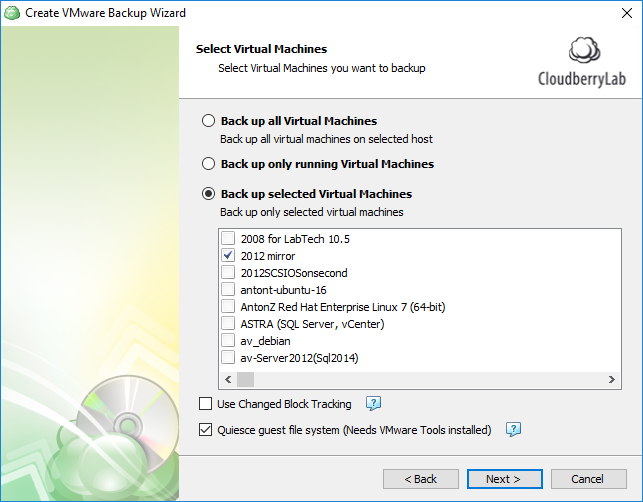 Create VMware Backup Wizard
Select Virtual Machines
Select Virtual Machines you want to backup
CloudberryLab
Back up all Virtual Machines
Back up all virtual machines on selected host
Back up only running Virtual Machines
Back up selected Virtual Machines
Back up only selected virtual machines
2008 for LabTech 10.5
2012 mirror
2012SCSIOSonsecond
antont-ubuntu-16
AntonZ Red Hat Enterprise Linux 7 (64-bit)
ASTRA (SQL Server, vCenter)
av_debian
av-Server2012(Sql2014)
Use Changed Block Tracking ?
Quiesce guest file system (Needs VMware Tools installed) ?
< Back Next > Cancel